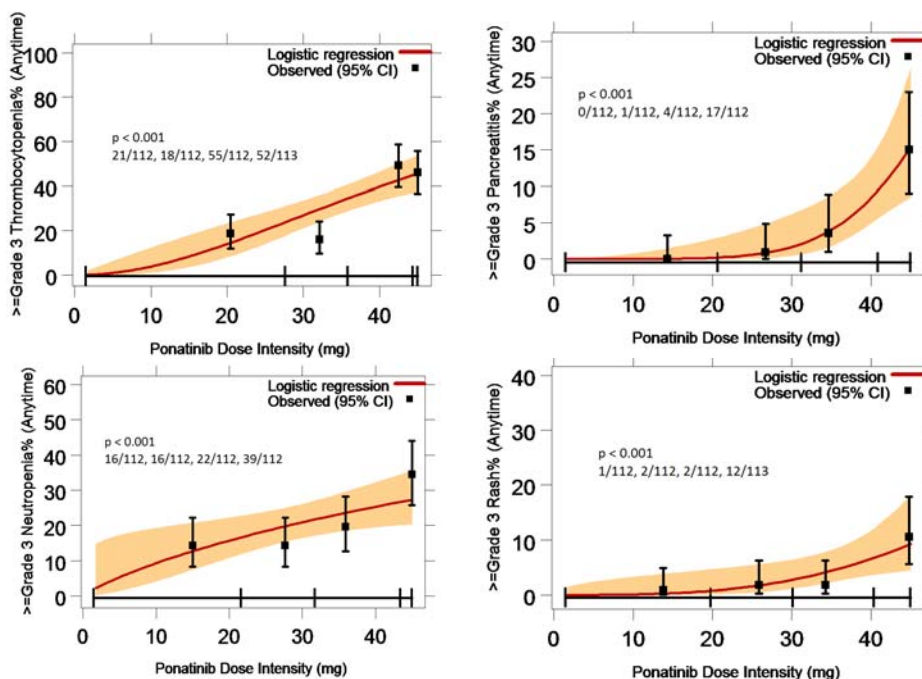 >=Grade 3 Thrombocytopenia% (Anytime)
100
80
60
40
20
0
Logistic regression
Observed (95% CI)
p < 0.001
21/112, 18/112, 55/112, 52/113
0 10 20 30 40
Ponatinib Dose Intensity (mg)
>=Grade 3 Pancreatitis% (Anytime)
30
25
20
15
10
5
0
Logistic regression
Observed (95% CI)
p < 0.001
0/112, 1/112, 4/112, 17/112
0 10 20 30 40
Ponatinib Dose Intensity (mg)
>=Grade 3 Neutropenia% (Anytime)
60
50
40
30
20
10
0
Logistic regression
Observed (95% CI)
p < 0.001
16/112, 16/112, 22/112, 39/112
0 10 20 30 40
Ponatinib Dose Intensity (mg)
>=Grade 3 Rash% (Anytime)
40
30
20
10
0
Logistic regression
Observed (95% CI)
p < 0.001
1/112, 2/112, 2/112, 12/113
0 10 20 30 40
Ponatinib Dose Intensity (mg)